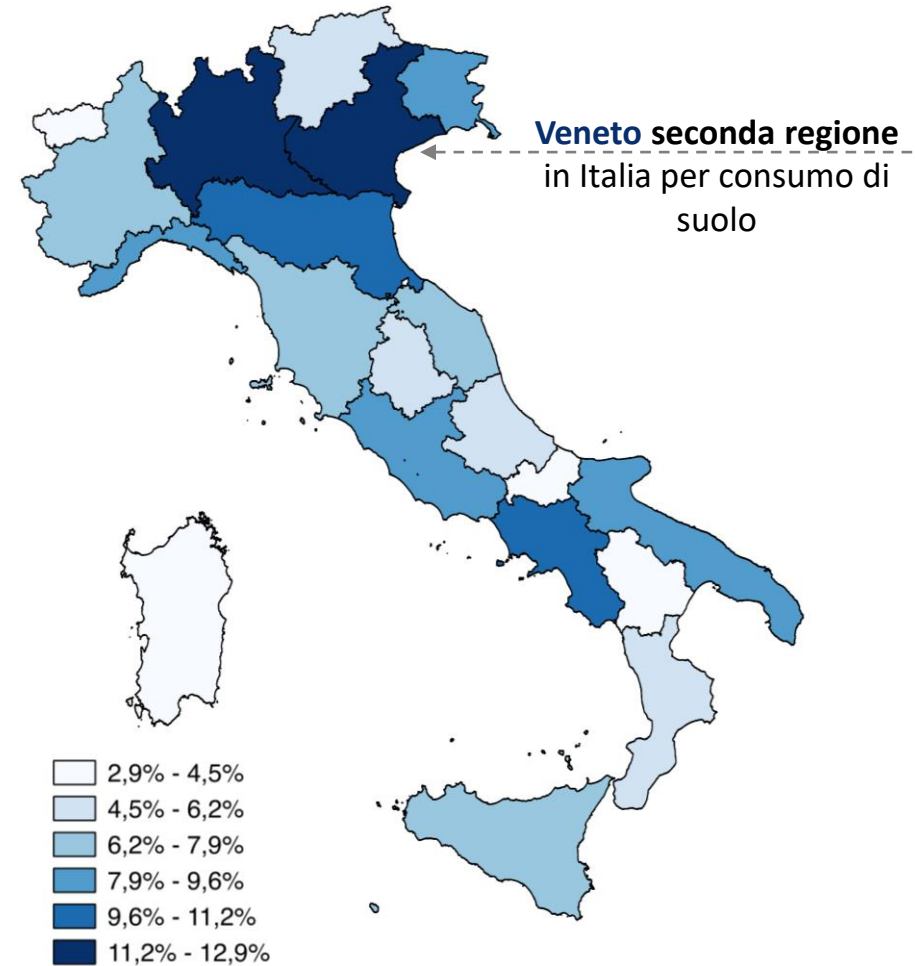 Veneto seconda regione
in Italia per consumo di
suolo
2,9% - 4,5%
4,5% - 6,2%
6,2% - 7,9%
7,9% - 9,6%
9,6% - 11,2%
11,2% - 12,9%